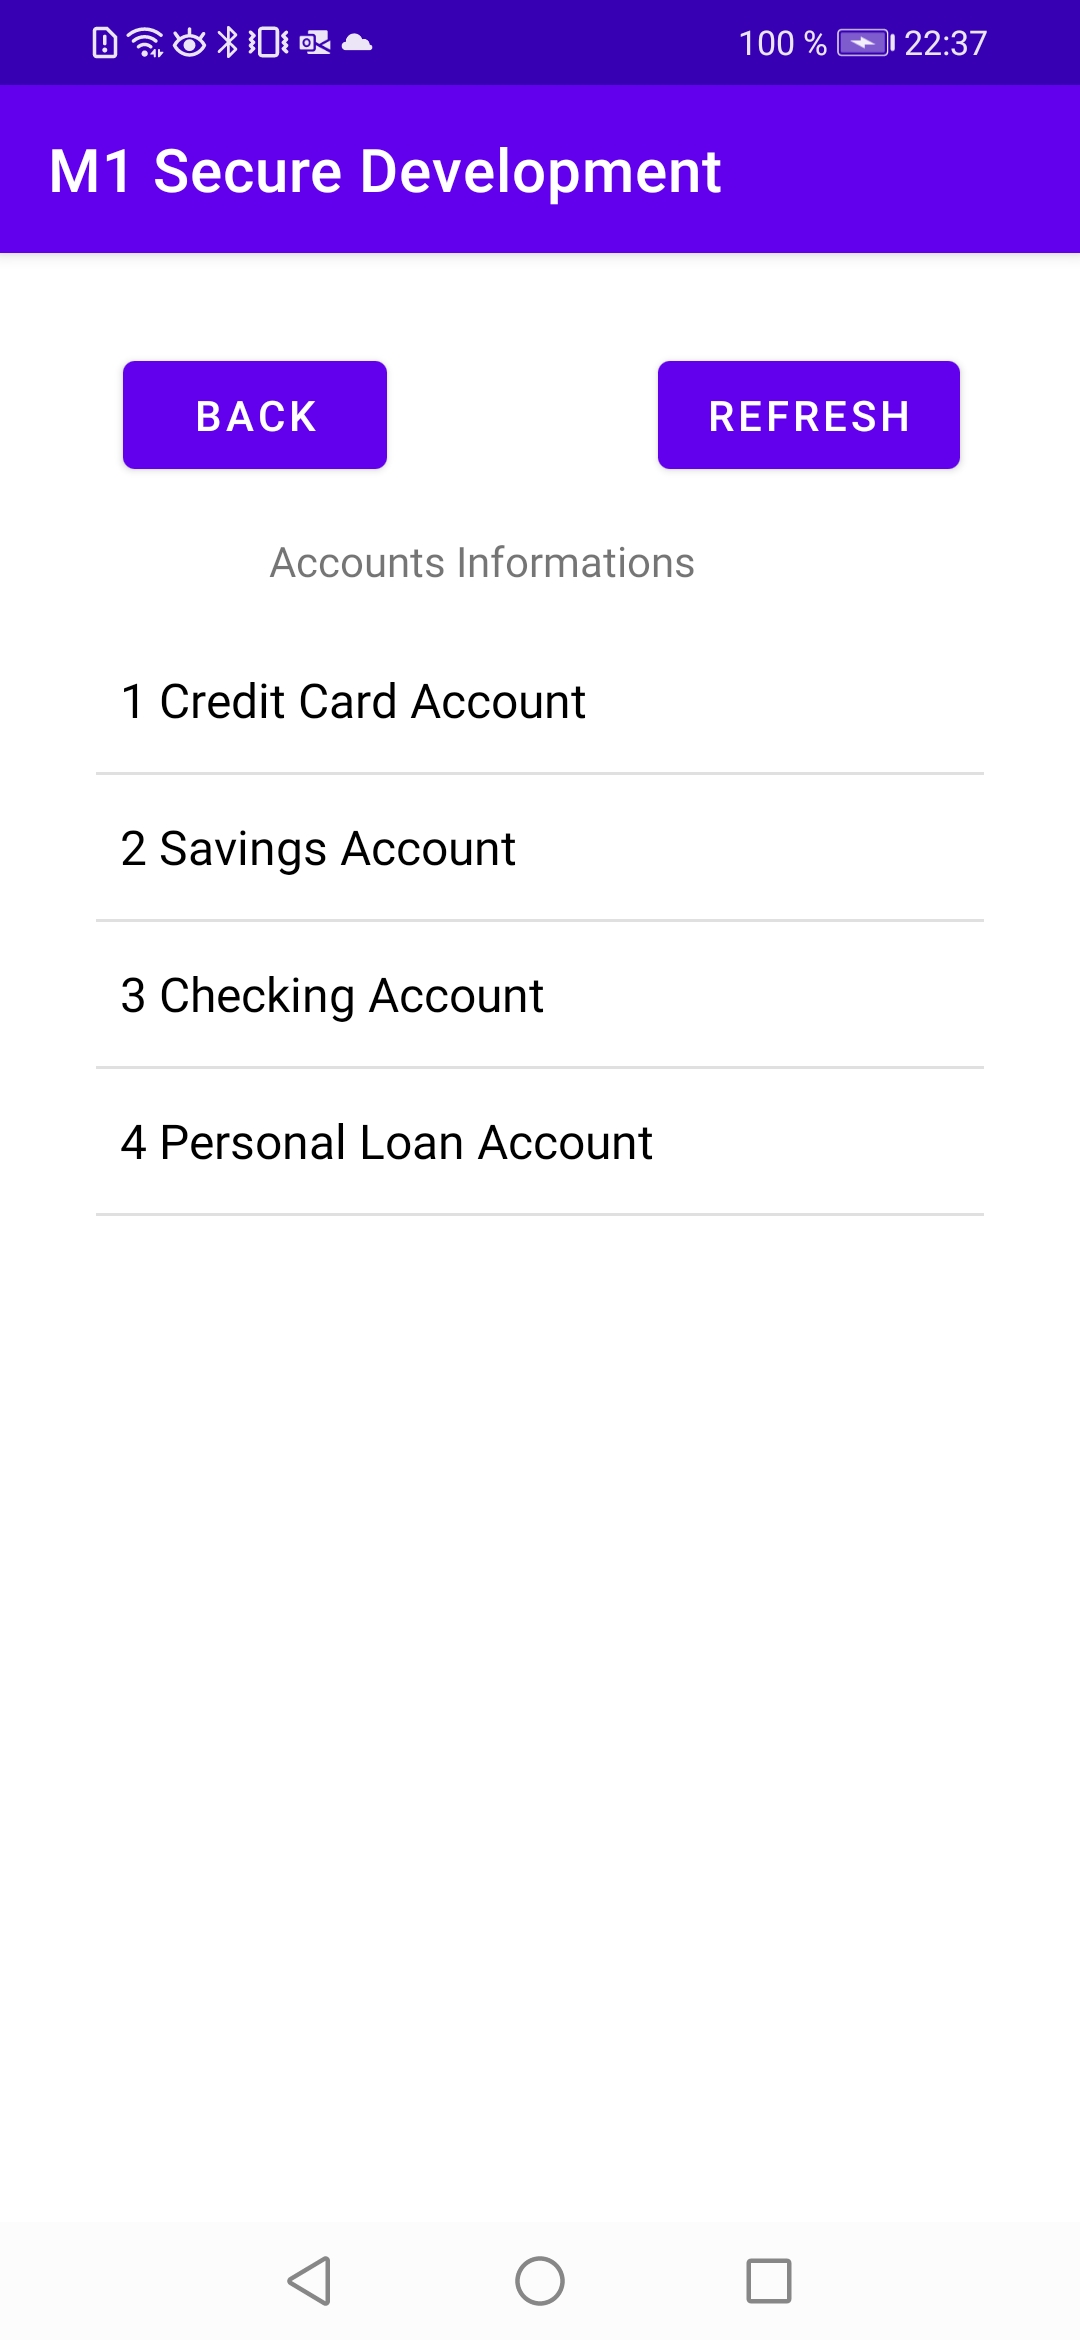 100 % 22:37
M1 Secure Development
BACK REFRESH
Accounts Informations
1 Credit Card Account
2 Savings Account
3 Checking Account
4 Personal Loan Account